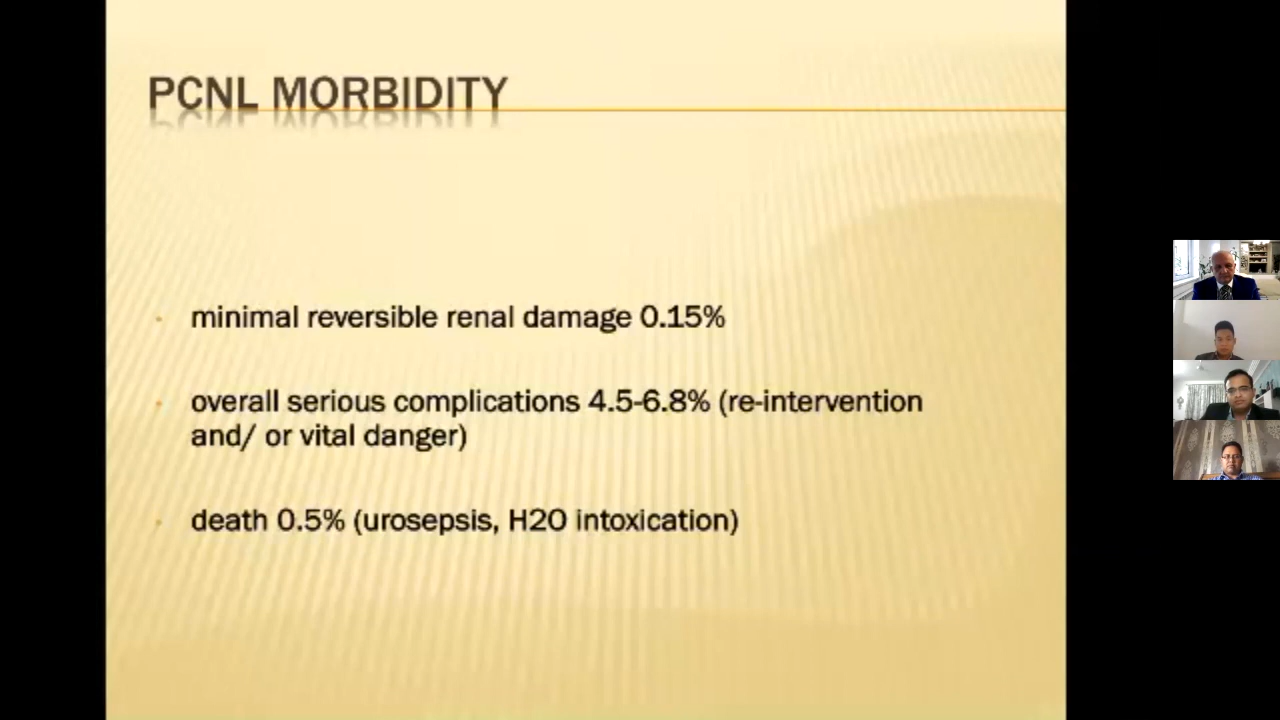 PCNL MORBIDITY
minimal reversible renal damage 0.15%
overall serious complications 4.5-6.8% (re-intervention
and/ or vital danger)
death 0.5% (urosepsis, H2O intoxication)